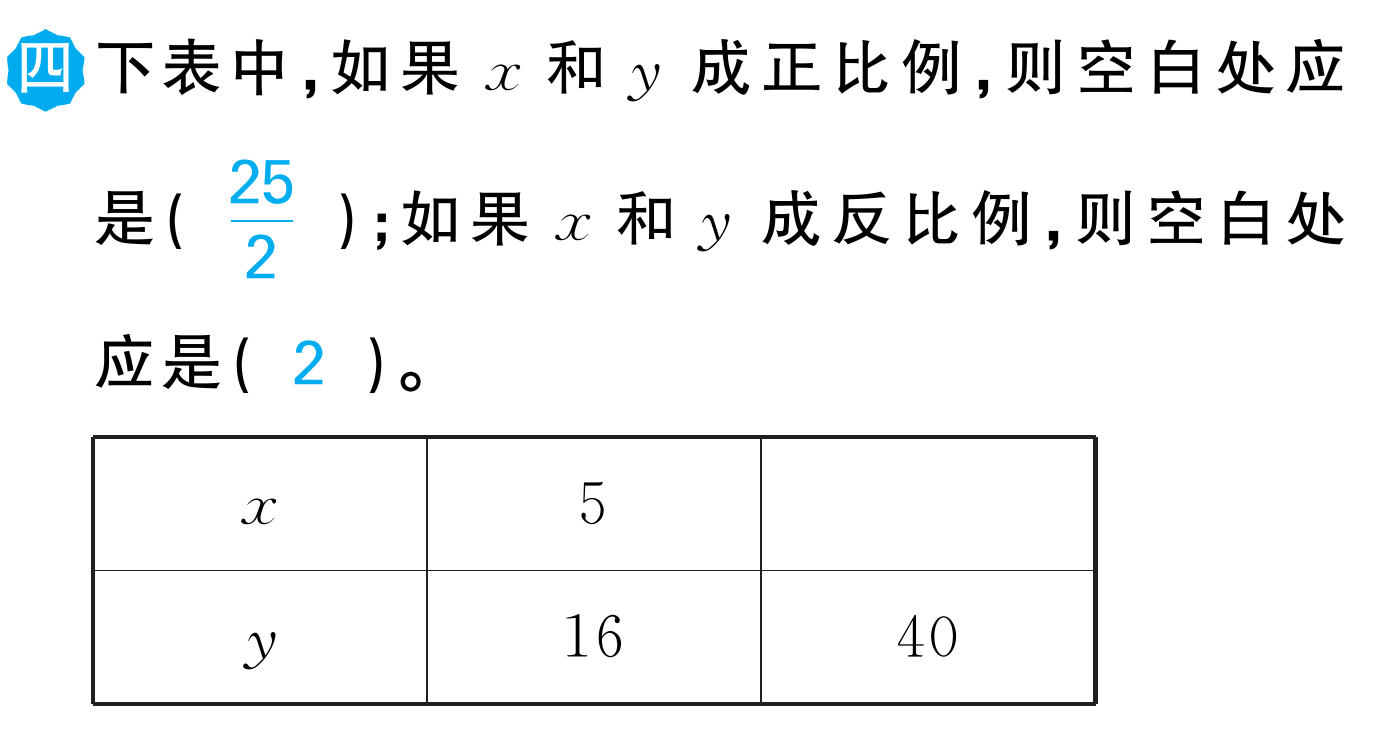 四 下表中,如果 x 和 y 成正比例,则空白处应
是( 25/2 );如果 x 和 y 成反比例,则空白处
应是( 2 )。
x 5
y 16 40